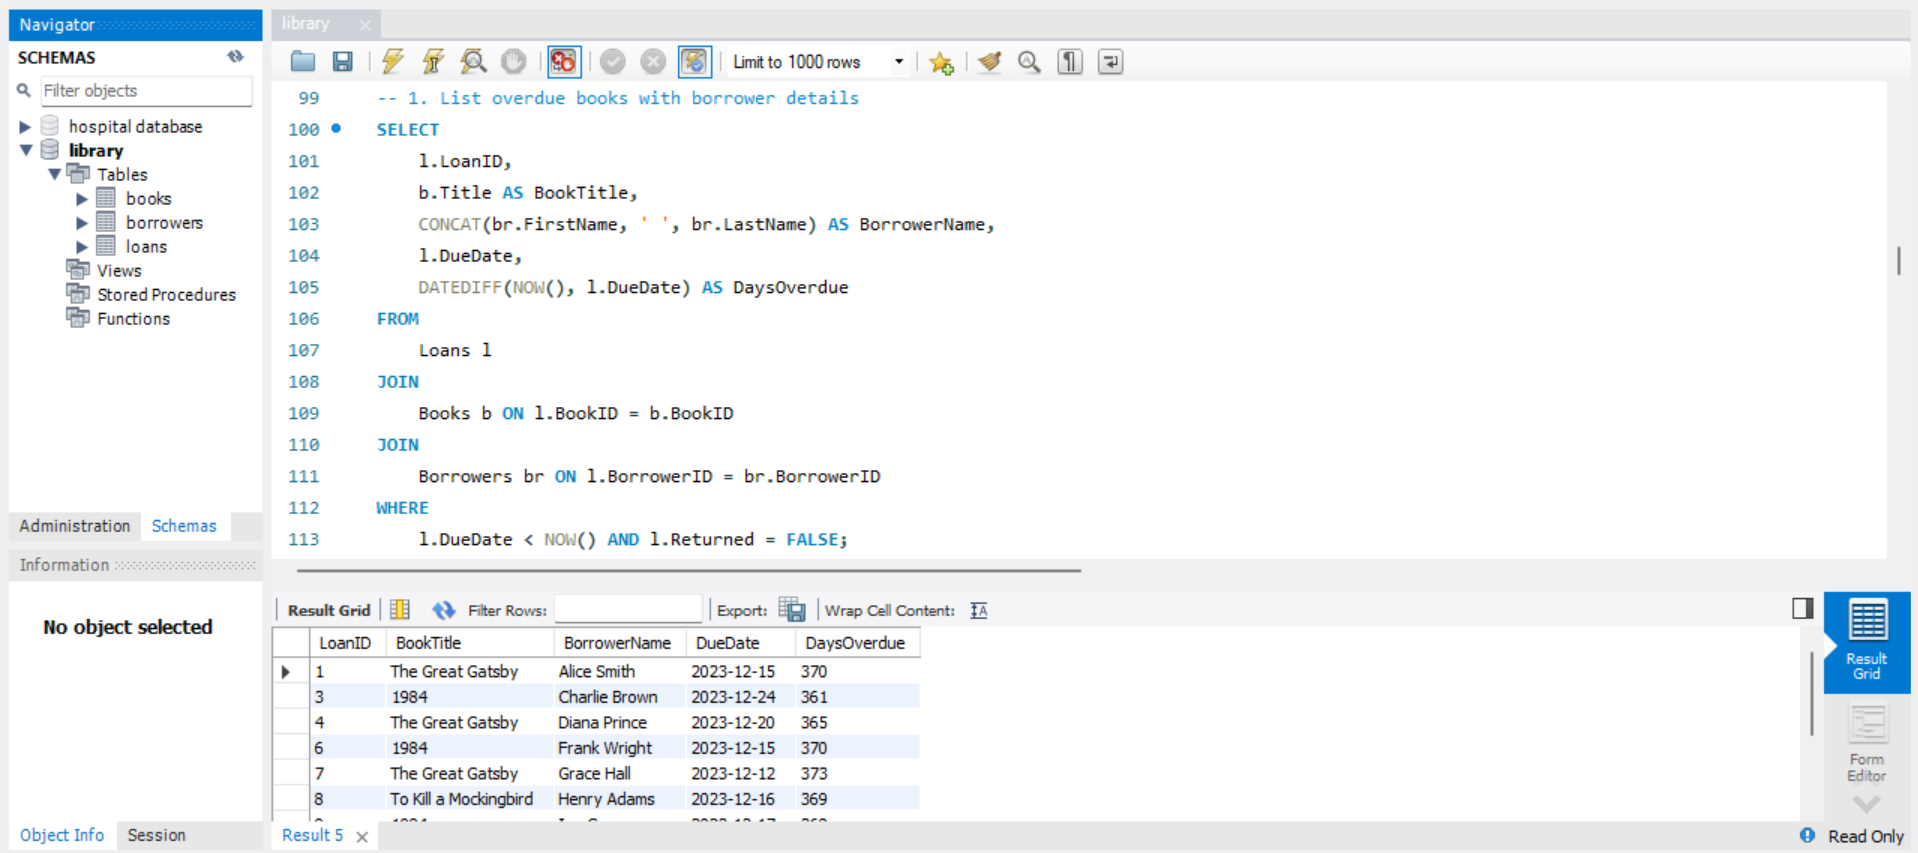 Navigator
SCHEMAS
Filter objects
hospital database
library
Tables
books
borrowers
loans
Views
Stored Procedures
Functions
Administration Schemas
Information
No object selected
Object Info Session
library
Limit to 1000 rows
99 -- 1. List overdue books with borrower details
100 SELECT
101 l.LoanID,
102 b.Title AS BookTitle,
103 CONCAT(br.FirstName, ' ', br.LastName) AS BorrowerName,
104 l.DueDate,
105 DATEDIFF(NOW(), l.DueDate) AS DaysOverdue
106 FROM
107 Loans l
108 JOIN
109 Books b ON l.BookID = b.BookID
110 JOIN
111 Borrowers br ON l.BorrowerID = br.BorrowerID
112 WHERE
113 l.DueDate < NOW() AND l.Returned = FALSE;
Result Grid Filter Rows: Export: Wrap Cell Content:
LoanID BookTitle BorrowerName DueDate DaysOverdue
1 The Great Gatsby Alice Smith 2023-12-15 370
3 1984 Charlie Brown 2023-12-24 361
4 The Great Gatsby Diana Prince 2023-12-20 365
6 1984 Frank Wright 2023-12-15 370
7 The Great Gatsby Grace Hall 2023-12-12 373
8 To Kill a Mockingbird Henry Adams 2023-12-16 369
Result 5
Result
Grid
Form
Editor
Read Only